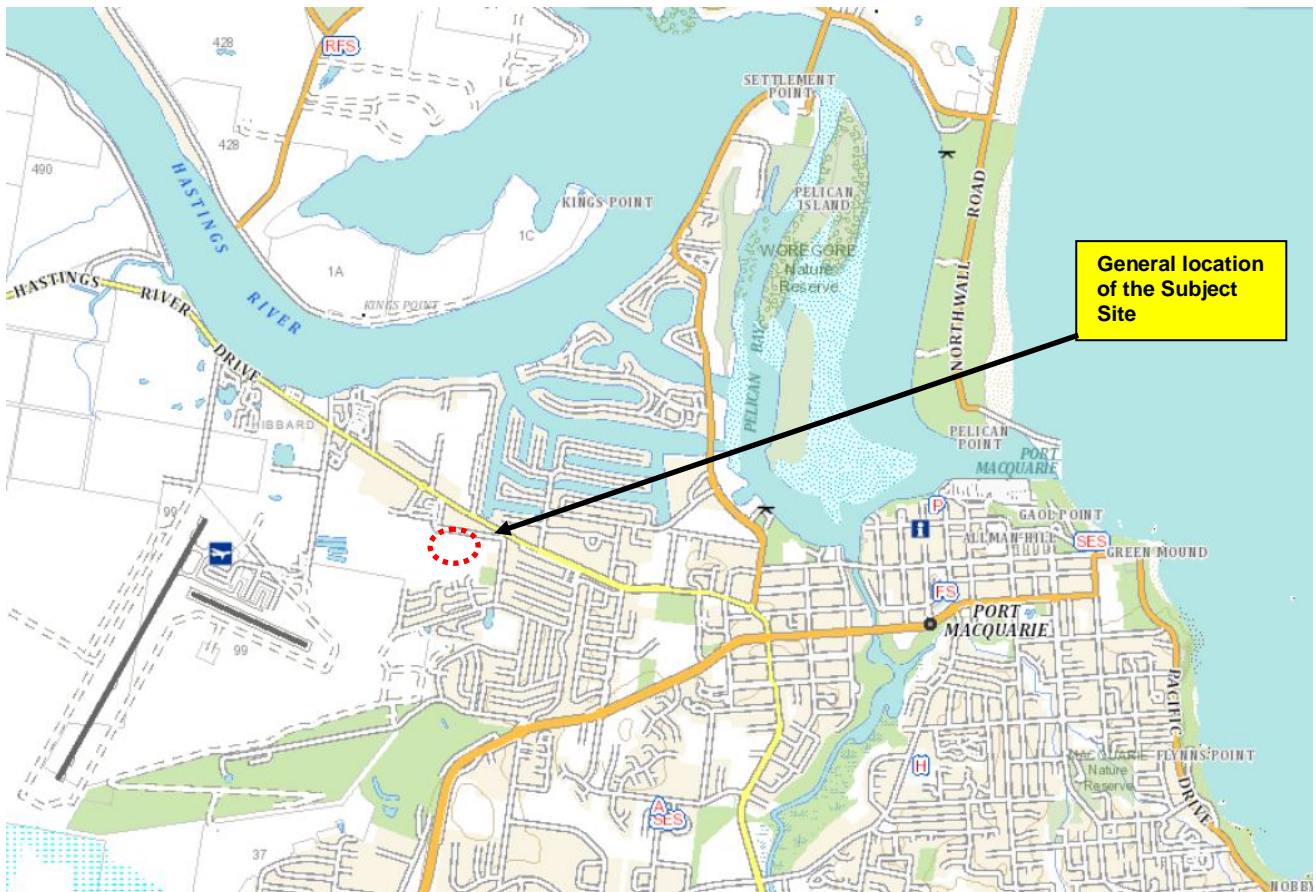 428
RFS
SETTLEMENT
POINT
428
490
HASTINGS
RIVER
KINGS POINT
1C
1A
KINGS POINT
PELICAN
ISLAND
WOREGORE
Nature
Reserve
NORTHWALL ROAD
General location
of the Subject
Site
HASTINGS RIVER DRIVE
PELICAN BAY
HIBBARD
PELICAN
POINT
PORT
MACQUARIE
99
P
GAOL POINT
i
ALLMAN HILL
SES
GREEN MOUND
FS
PORT
MACQUARIE
99
PACIFIC DRIVE
MACQUARIE
Nature
Reserve
FLYNNS POINT
H
A
SES
37